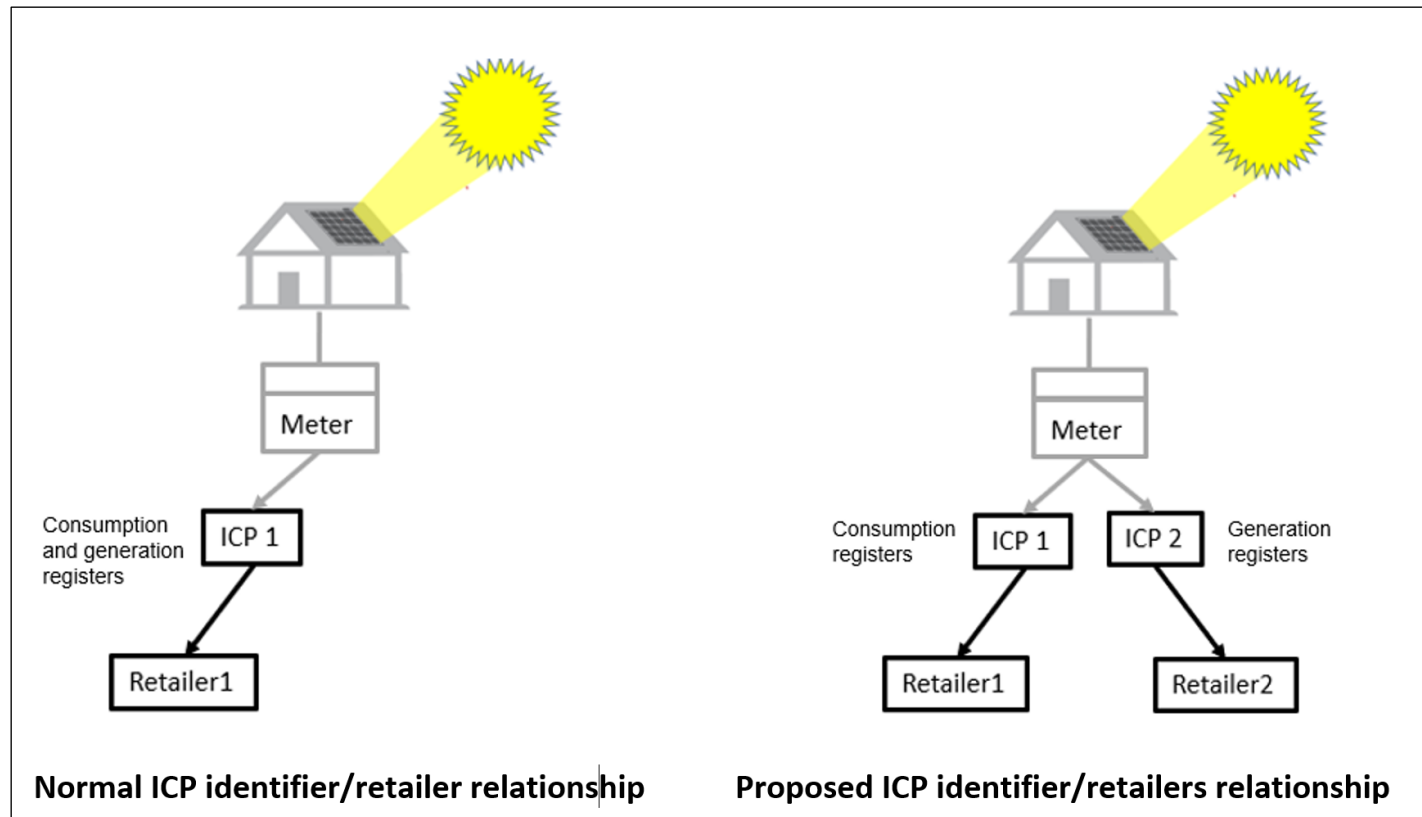 Meter
Consumption
and generation
registers
ICP 1
Retailer1
Normal ICP identifier/retailer relationship
Meter
Consumption
registers
ICP 1
ICP 2
Generation
registers
Retailer1
Retailer2
Proposed ICP identifier/retailers relationship